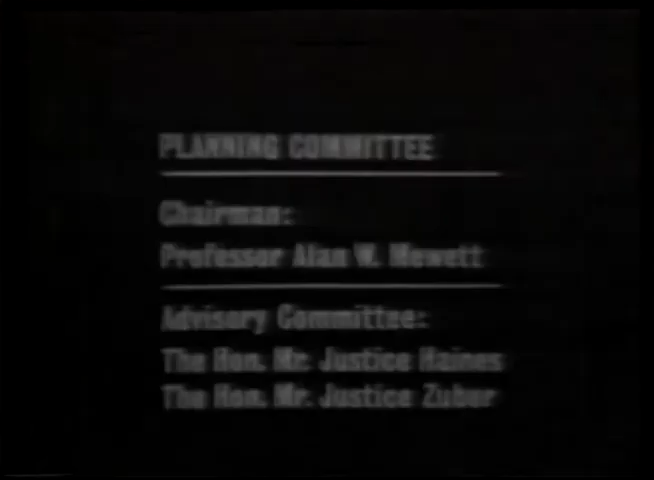 PLANNING COMMITTEE
Chairman:
Professor Alan W. Mewett
Advisory Committee:
The Hon. Mr. Justice Haines
The Hon. Mr. Justice Zuber